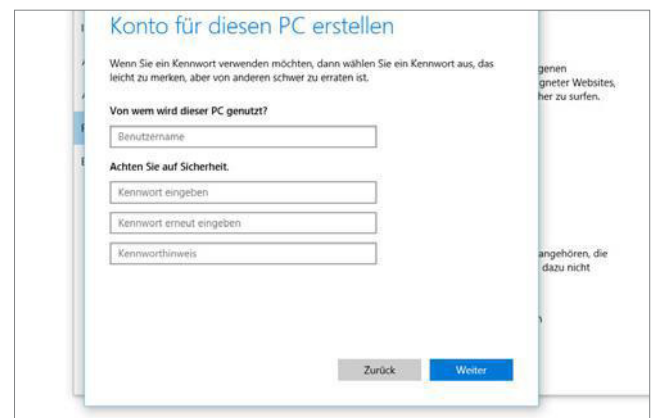 Konto für diesen PC erstellen
Wenn Sie ein Kennwort verwenden möchten, dann wählen Sie ein Kennwort aus, das
leicht zu merken, aber von anderen schwer zu erraten ist.
genen
gneter Websites,
her zu surfen.
Von wem wird dieser PC genutzt?
Benutzername
Achten Sie auf Sicherheit.
Kennwort eingeben
Kennwort erneut eingeben
Kennworthinweis
angehören, die
dazu nicht
Zurück
Weiter